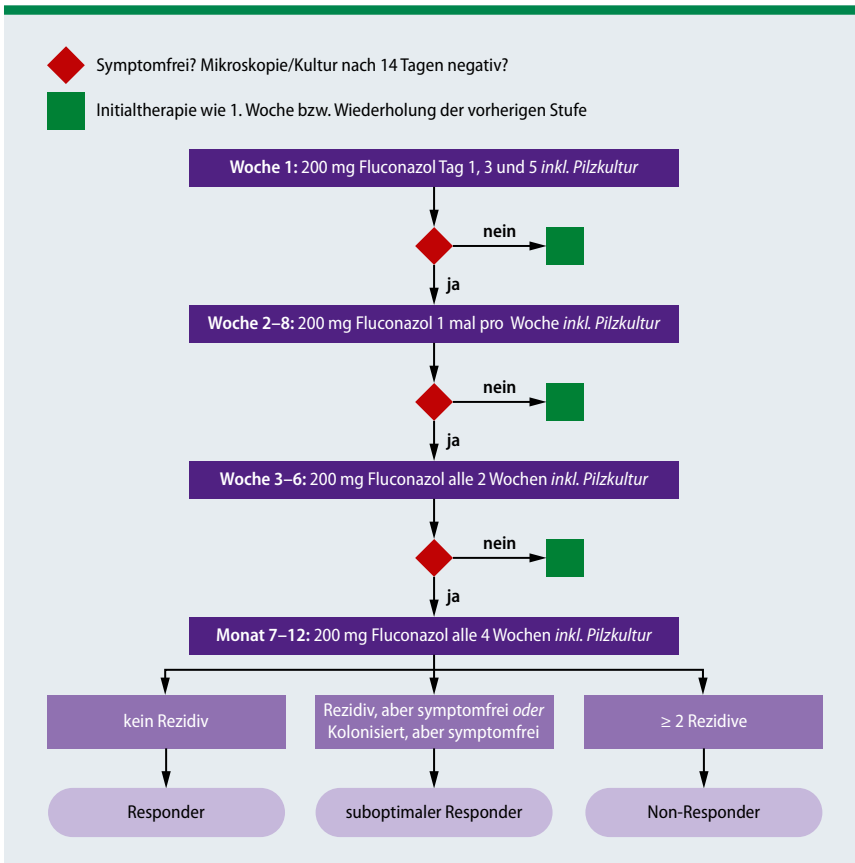 Symptomfrei? Mikroskopie/Kultur nach 14 Tagen negativ?
Initialtherapie wie 1. Woche bzw. Wiederholung der vorherigen Stufe
Woche 1: 200 mg Fluconazol Tag 1, 3 und 5 inkl. Pilzkultur
nein
ja
Woche 2–8: 200 mg Fluconazol 1 mal pro Woche inkl. Pilzkultur
nein
ja
Woche 3–6: 200 mg Fluconazol alle 2 Wochen inkl. Pilzkultur
nein
ja
Monat 7–12: 200 mg Fluconazol alle 4 Wochen inkl. Pilzkultur
kein Rezidiv
Rezidiv, aber symptomfrei oder
Kolonisiert, aber symptomfrei
≥ 2 Rezidive
Responder
suboptimaler Responder
Non-Responder